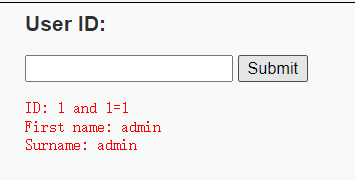 User ID:
Submit
ID: 1 and 1=1
First name: admin
Surname: admin